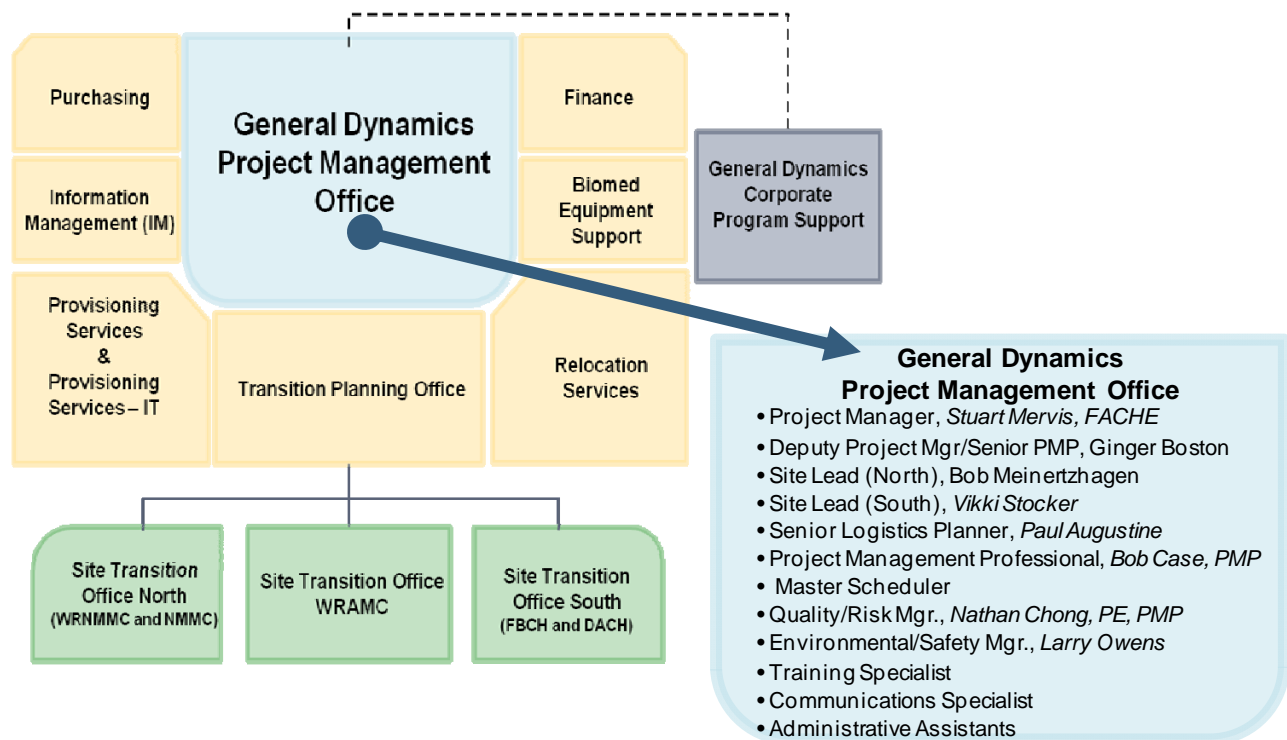 Purchasing
General Dynamics
Project Management
Office
Finance
General Dynamics
Corporate
Program Support
Information
Management (IM)
Biomed
Equipment
Support
Provisioning
Services
&
Provisioning
Services – IT
Transition Planning Office
Relocation
Services
Site Transition
Office North
(WRNMMC and NMMC)
Site Transition Office
WRAMC
Site Transition
Office South
(FBCH and DACH)
General Dynamics
Project Management Office
• Project Manager, Stuart Mervis, FACHE
• Deputy Project Mgr/Senior PMP, Ginger Boston
• Site Lead (North), Bob Meinertzhagen
• Site Lead (South), Vikki Stocker
• Senior Logistics Planner, Paul Augustine
• Project Management Professional, Bob Case, PMP
• Master Scheduler
• Quality/Risk Mgr., Nathan Chong, PE, PMP
• Environmental/Safety Mgr., Larry Owens
• Training Specialist
• Communications Specialist
• Administrative Assistants